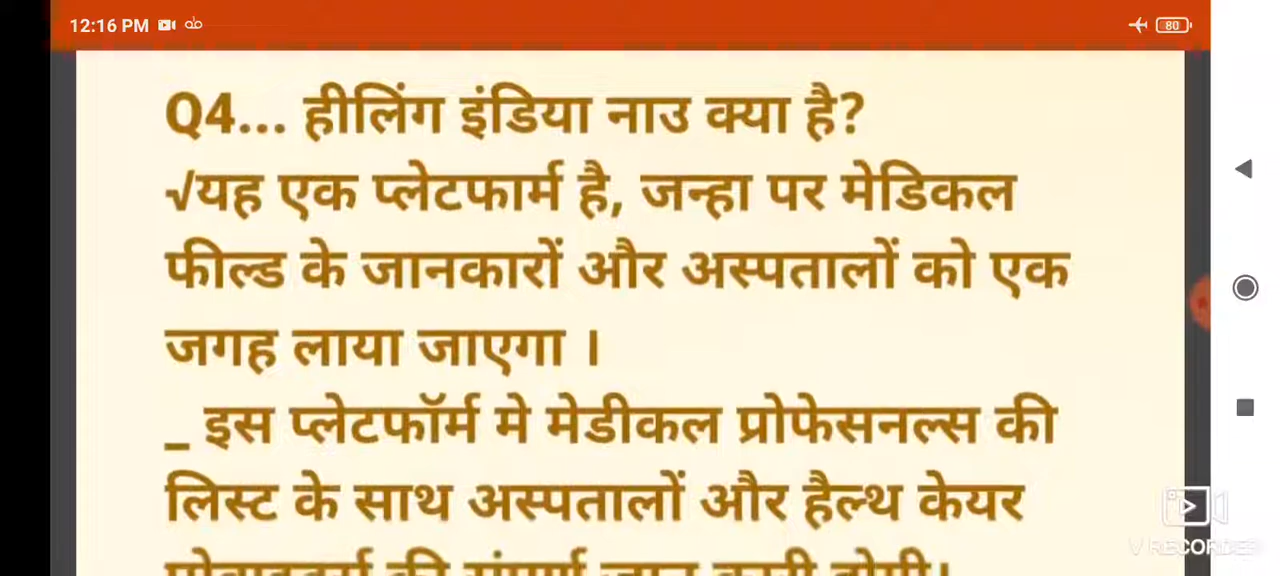 12:16 PM
80
Q4... हीलिंग इंडिया नाउ क्या है?
√यह एक प्लेटफार्म है, जन्हा पर मेडिकल
फील्ड के जानकारों और अस्पतालों को एक
जगह लाया जाएगा ।
_ इस प्लेटफॉर्म मे मेडीकल प्रोफेसनल्स की
लिस्ट के साथ अस्पतालों और हैल्थ केयर
V RECORDER